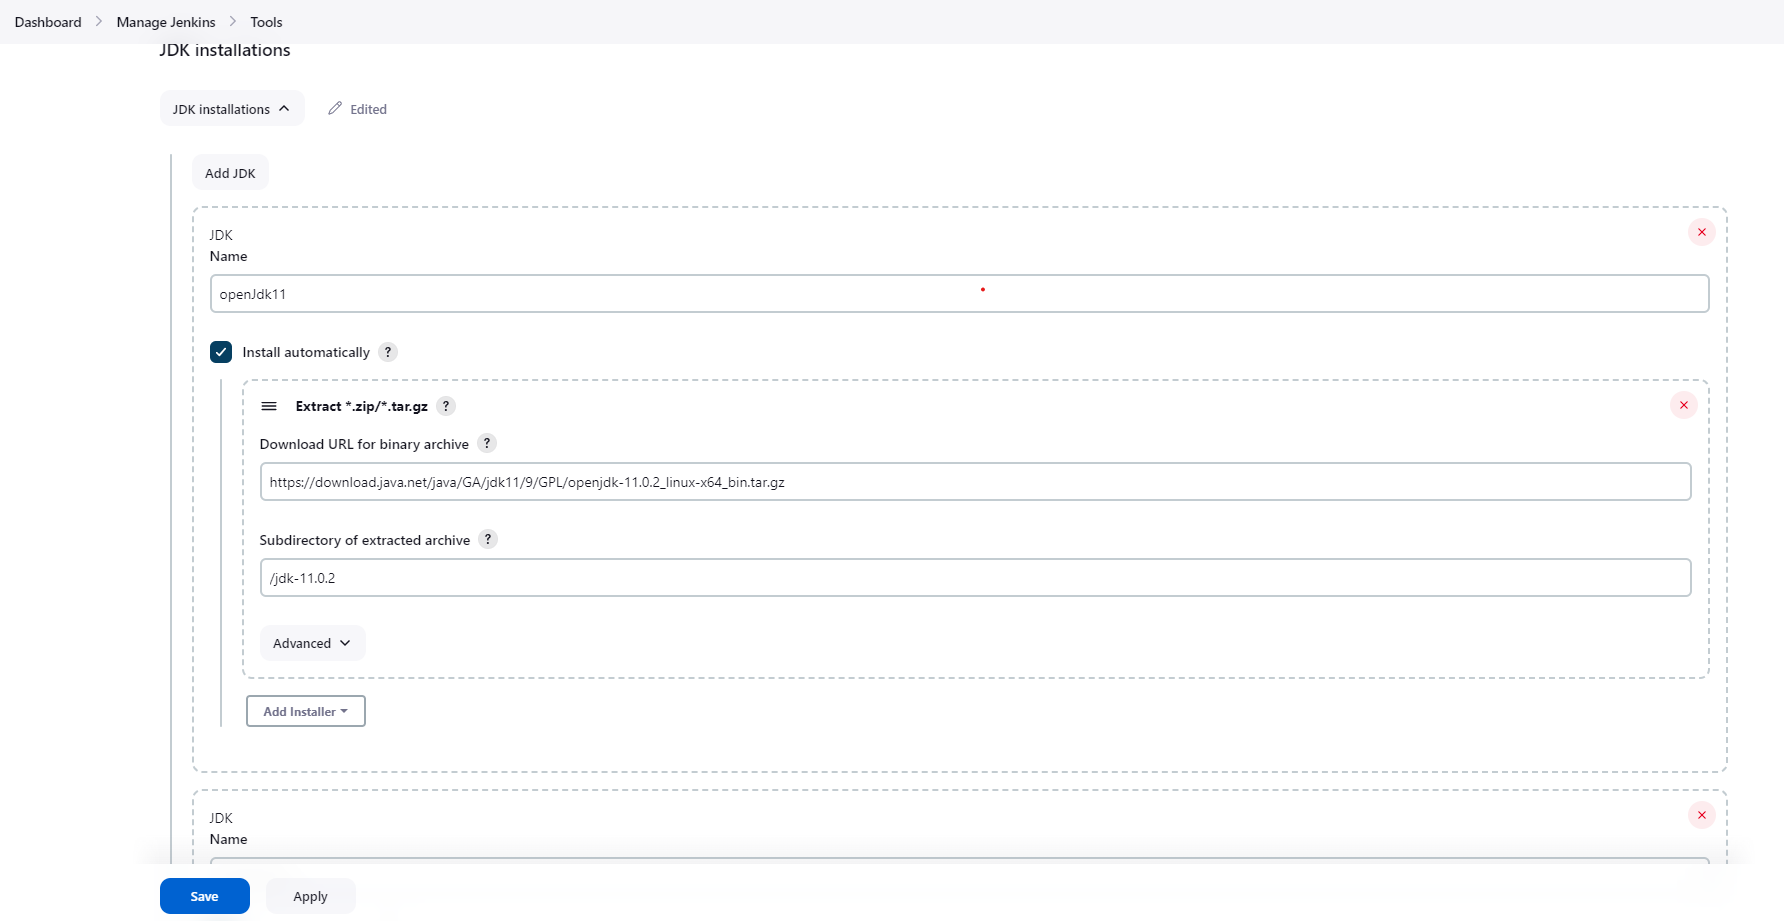 Dashboard > Manage Jenkins > Tools
JDK installations
JDK installations Edited
Add JDK
JDK
Name
openJdk11
Install automatically ?
Extract *.zip/*.tar.gz ?
Download URL for binary archive ?
https://download.java.net/java/GA/jdk11/9/GPL/openjdk-11.0.2_linux-x64_bin.tar.gz
Subdirectory of extracted archive ?
/jdk-11.0.2
Advanced
Add Installer
JDK
Name
Save Apply